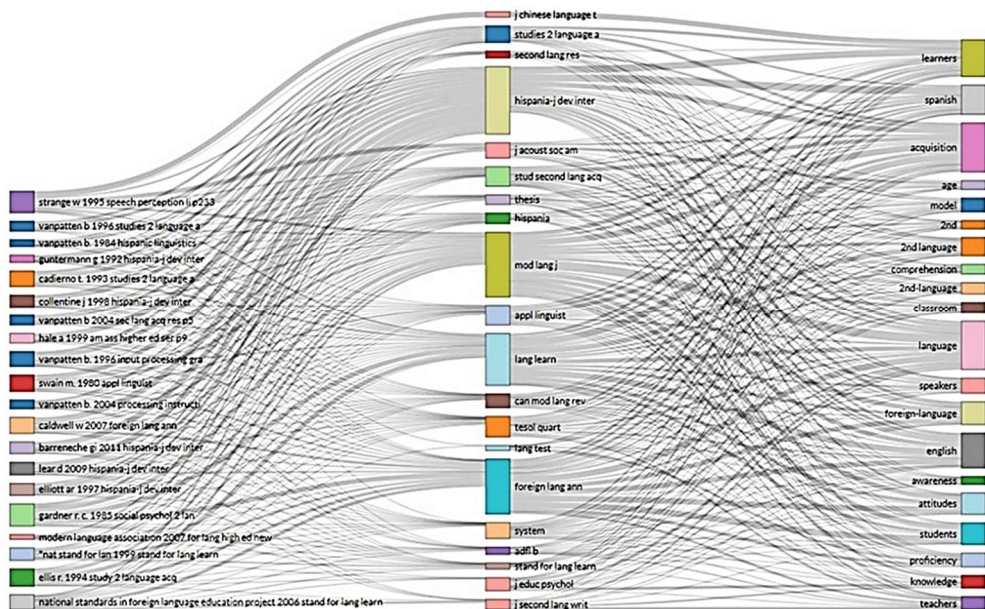 strange w 1995 speech perception li p233
vanpatten b 1996 studies 2 language a
vanpatten b. 1984 hispanic linguistics
guntermann g 1992 hispania-j dev inter
cadierno t. 1993 studies 2 language a
collentine j 1998 hispania-j dev inter
vanpatten b 2004 sec lang acq res p5
hale a 1999 am ass higher ed ser p9
vanpatten b. 1996 input processing gra
swain m. 1980 appl linguist
vanpatten b. 2004 processing instructi
caldwell w 2007 foreign lang ann
barreneche gi 2011 hispania-j dev inter
lear d 2009 hispania-j dev inter
elliott ar 1997 hispania-j dev inter
gardner r. c. 1985 social psychol 2 lan
modern language association 2007 for lang high ed new
*nat stand for lan 1999 stand for lang learn
ellis r. 1994 study 2 language acq
national standards in foreign language education project 2006 stand for lang learn
j chinese language t
studies 2 language a
second lang res
hispania-j dev inter
j acoust soc am
stud second lang acq
thesis
hispania
mod lang j
appl linguist
lang learn
can mod lang rev
tesol quart
lang test
foreign lang ann
system
adfl b
stand for lang learn
j educ psychol
j second lang writ
learners
spanish
acquisition
age
model
2nd
2nd language
comprehension
2nd-language
classroom
language
speakers
foreign-language
english
awareness
attitudes
students
proficiency
knowledge
teachers